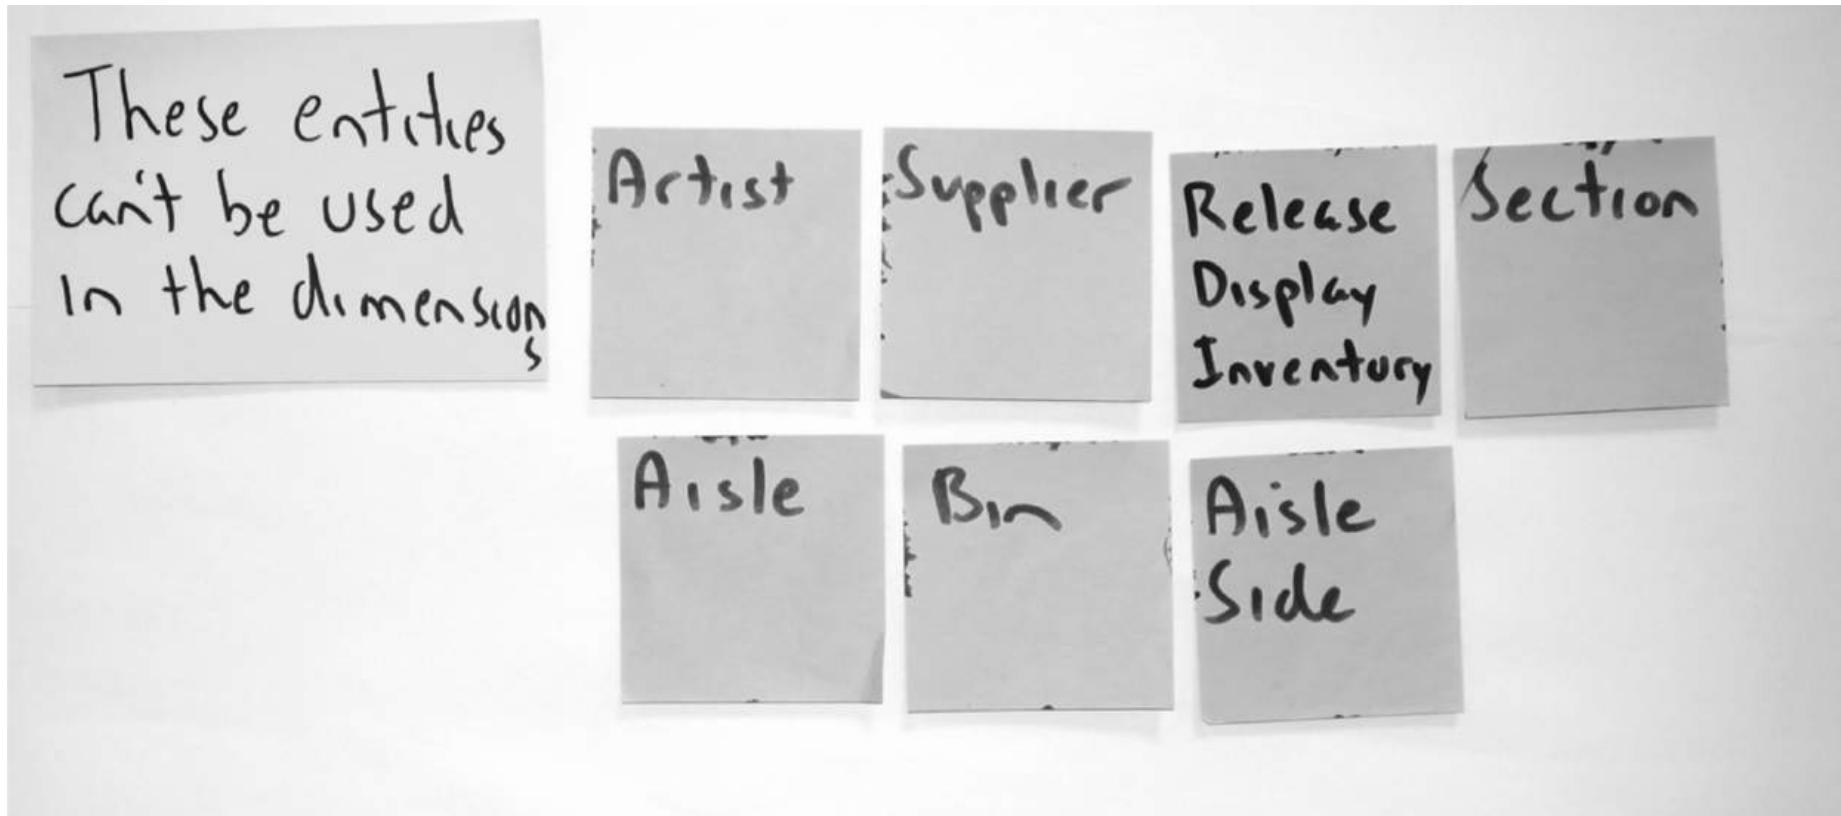 These entities
can't be used
in the dimensions
Artist
Supplier
Release
Display
Inventory
Section
Aisle
Bin
Aisle
Side